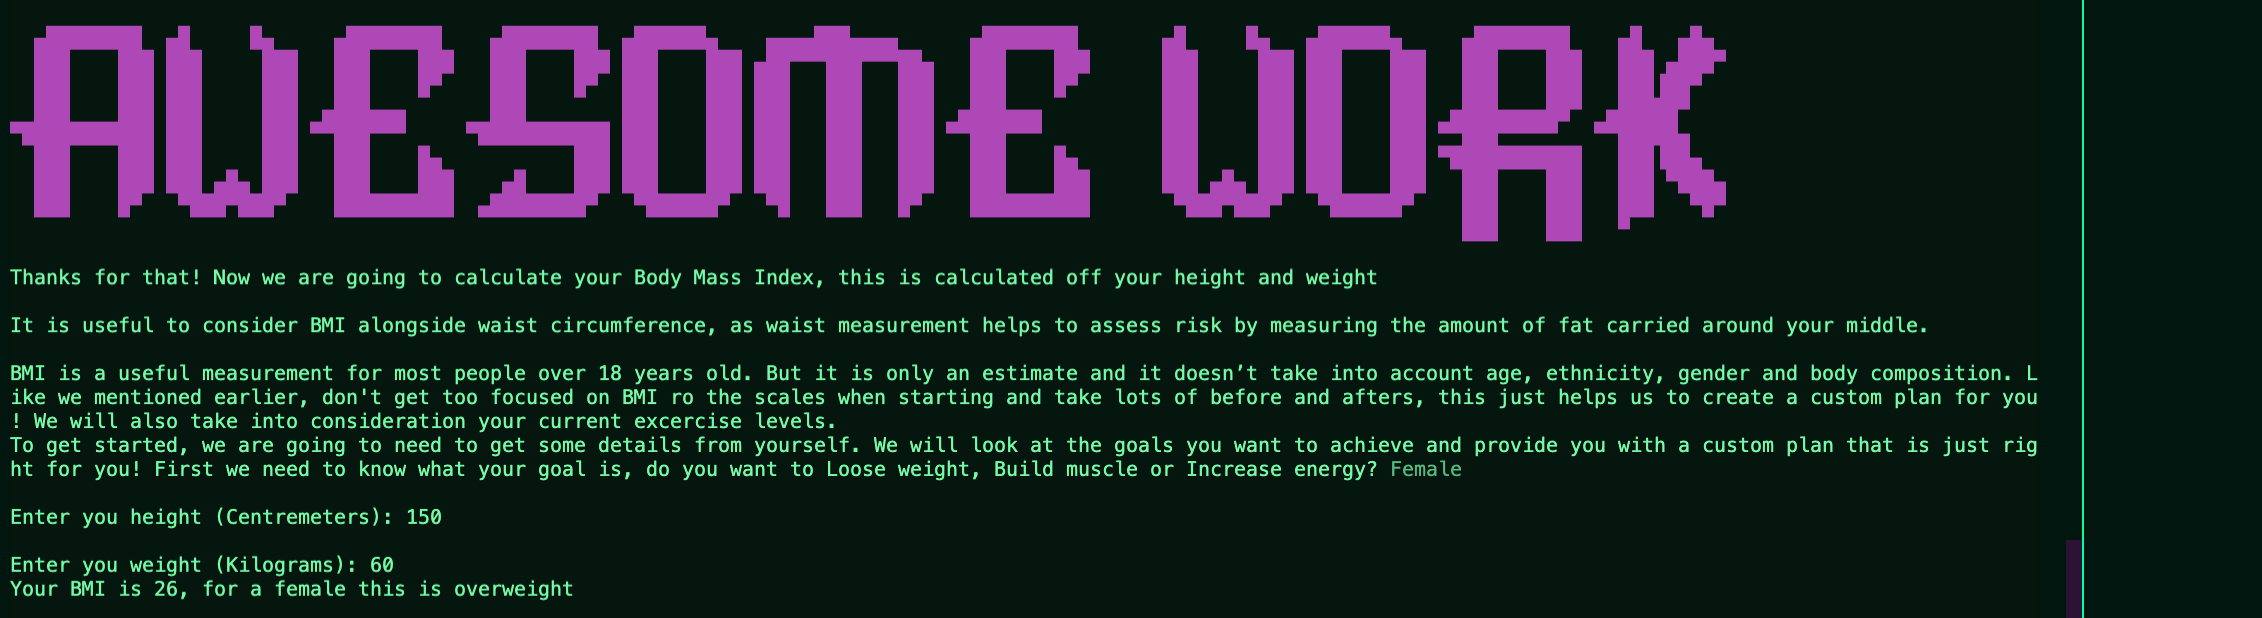 AWESOME WORK
Thanks for that! Now we are going to calculate your Body Mass Index, this is calculated off your height and weight
It is useful to consider BMI alongside waist circumference, as waist measurement helps to assess risk by measuring the amount of fat carried around your middle.
BMI is a useful measurement for most people over 18 years old. But it is only an estimate and it doesn’t take into account age, ethnicity, gender and body composition. L
ike we mentioned earlier, don't get too focused on BMI ro the scales when starting and take lots of before and afters, this just helps us to create a custom plan for you
! We will also take into consideration your current excercise levels.
To get started, we are going to need to get some details from yourself. We will look at the goals you want to achieve and provide you with a custom plan that is just rig
ht for you! First we need to know what your goal is, do you want to Loose weight, Build muscle or Increase energy? Female
Enter you height (Centremeters): 150
Enter you weight (Kilograms): 60
Your BMI is 26, for a female this is overweight